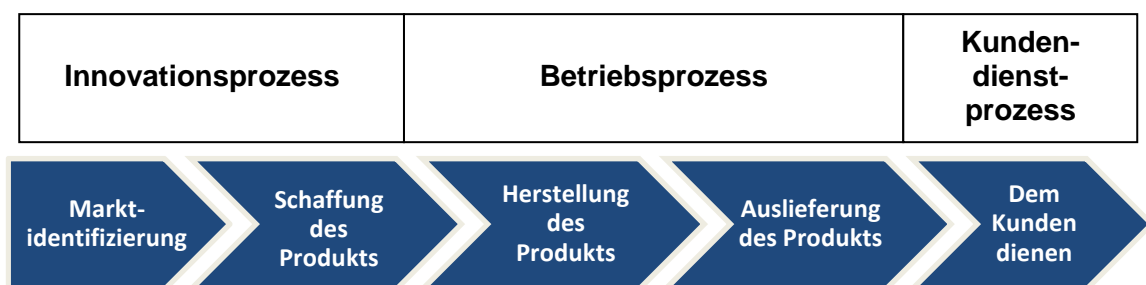 Innovationsprozess
Betriebsprozess
Kunden-
dienst-
prozess
Markt-
identifizierung
Schaffung
des
Produkts
Herstellung
des
Produkts
Auslieferung
des Produkts
Dem
Kunden
dienen